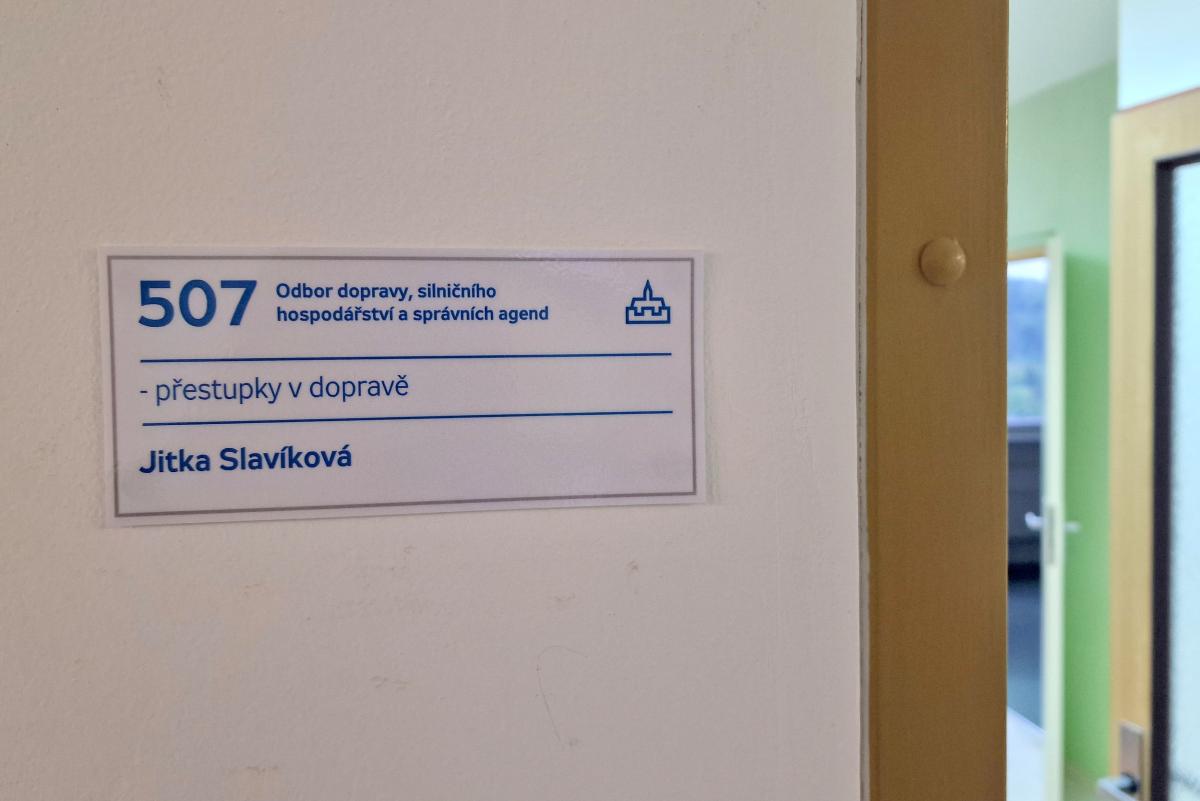 507
Odbor dopravy, silničního
hospodářství a správních agend
- přestupky v dopravě
Jitka Slavíková